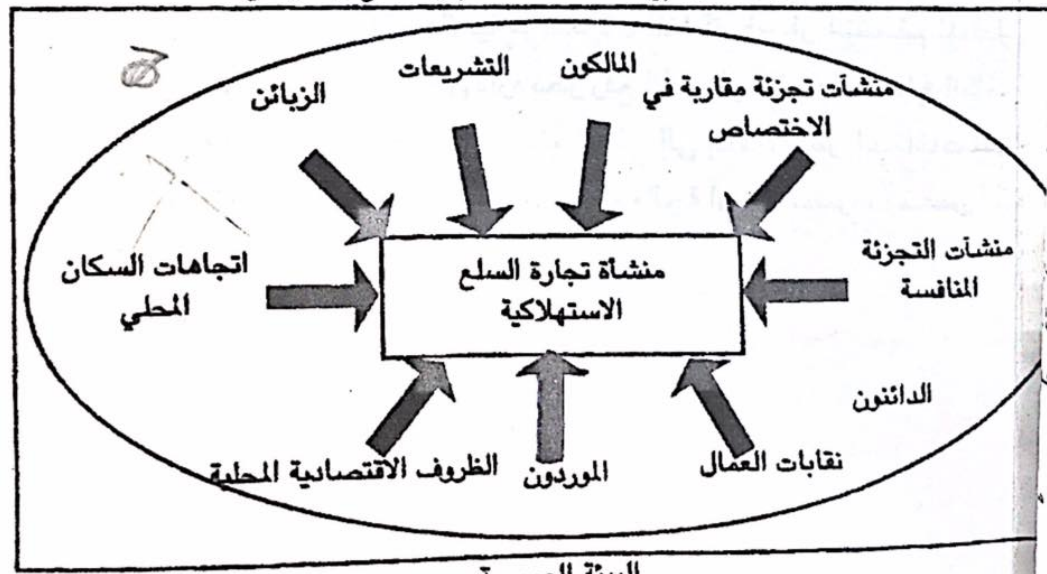 المالكون
التشريعات
الزبائن
منشآت تجزئة مقاربة في
الاختصاص
منشآت التجزئة
المنافسة
منشأة تجارة السلع
الاستهلاكية
اتجاهات السكان
المحلي
الدائنون
نقابات العمال
الموردون
الظروف الاقتصادية المحلية